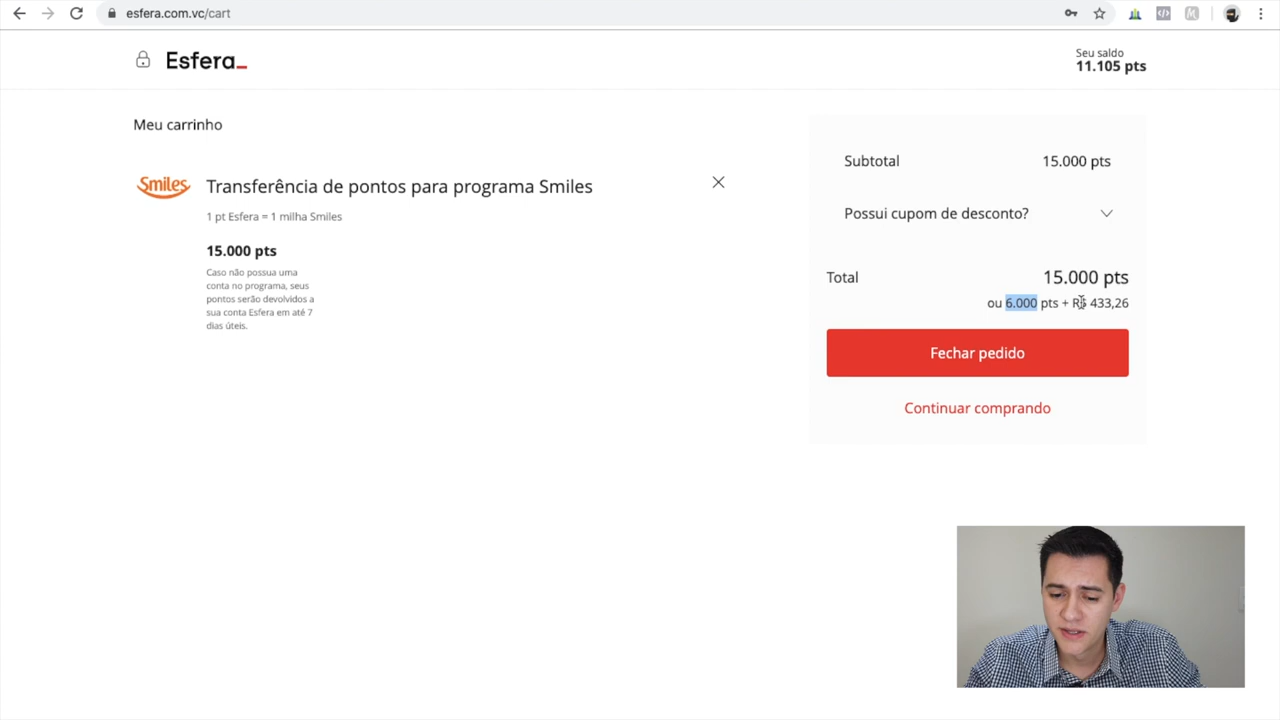 esfera.com.vc/cart
Esfera_
Seu saldo
11.105 pts
Meu carrinho
Smiles
Transferência de pontos para programa Smiles
1 pt Esfera = 1 milha Smiles
15.000 pts
Caso não possua uma
conta no programa, seus
pontos serão devolvidos a
sua conta Esfera em até 7
dias úteis.
Subtotal 15.000 pts
Possui cupom de desconto?
Total 15.000 pts
ou 6.000 pts + R$ 433,26
Fechar pedido
Continuar comprando